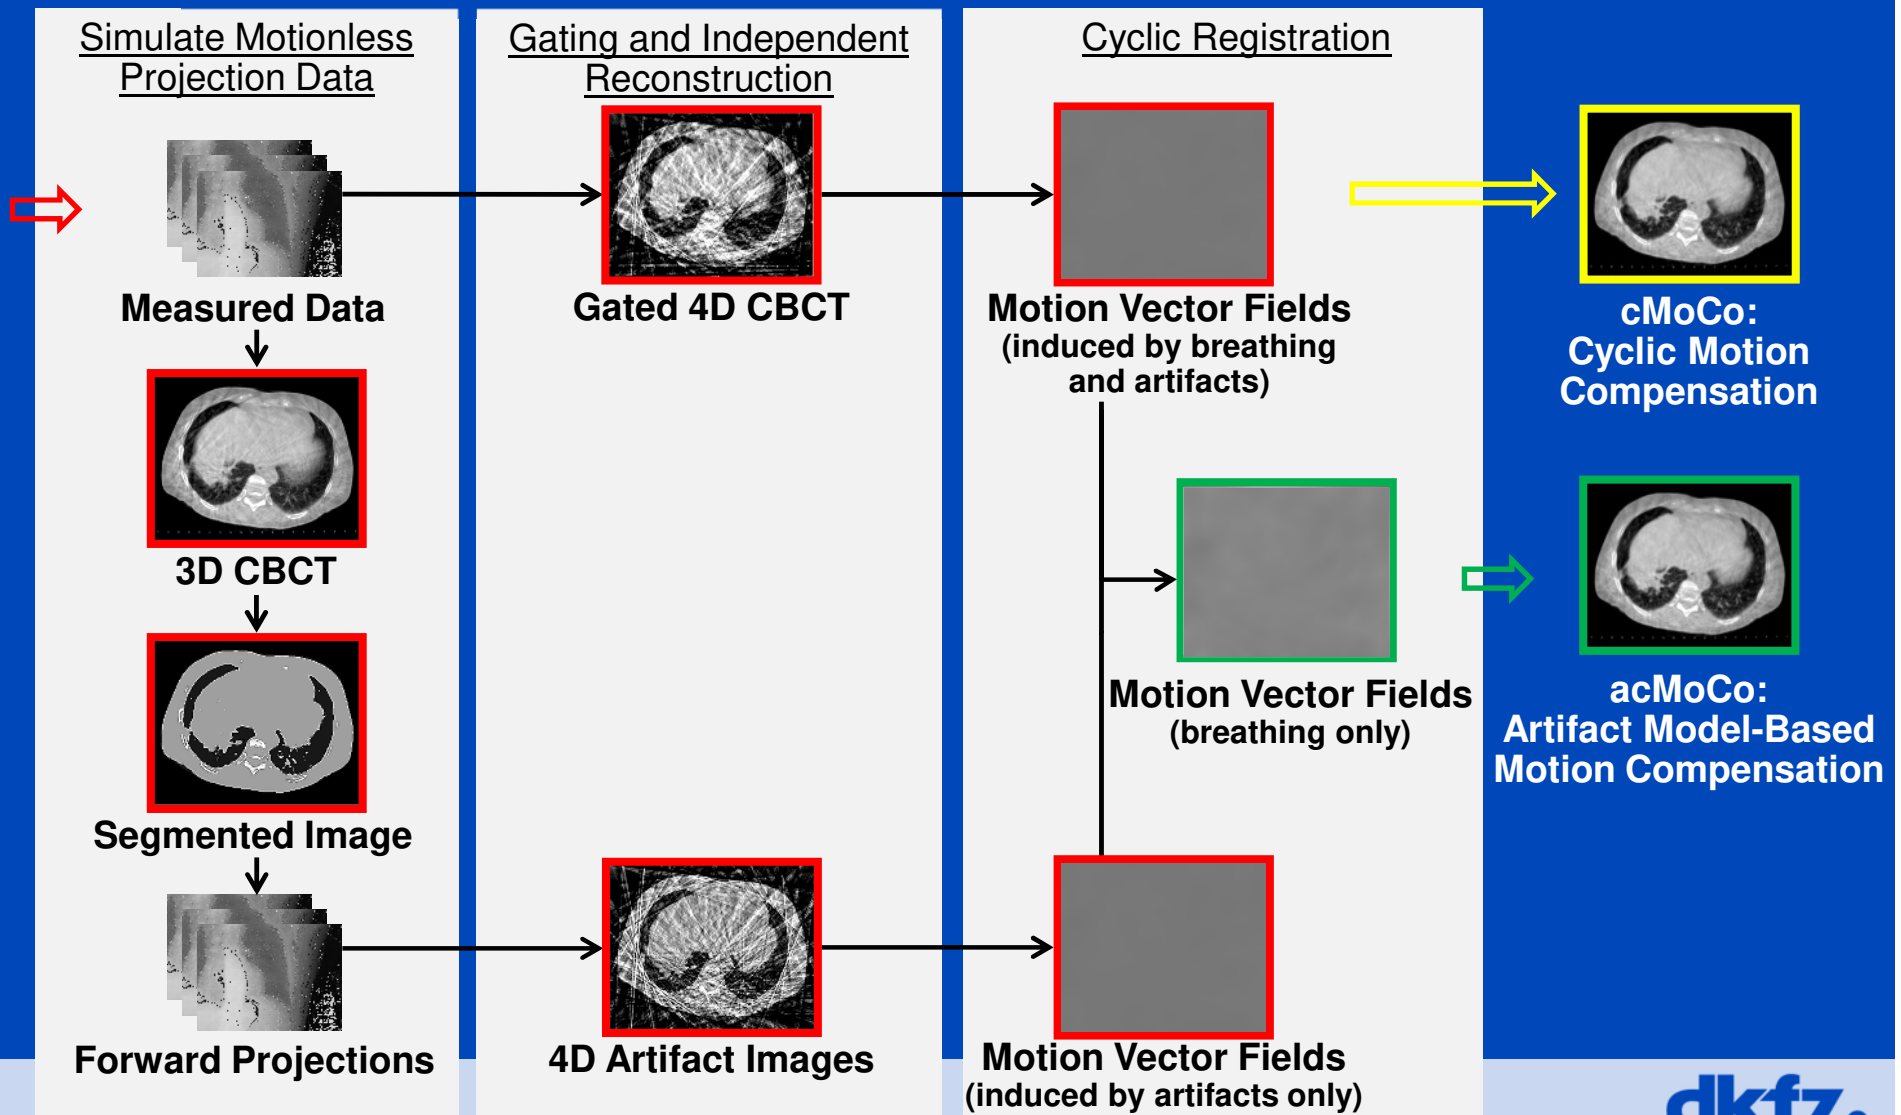 Simulate Motionless
Projection Data
Gating and Independent
Reconstruction
Cyclic Registration
Measured Data
Gated 4D CBCT
Motion Vector Fields
(induced by breathing
and artifacts)
cMoCo:
Cyclic Motion
Compensation
3D CBCT
Motion Vector Fields
(breathing only)
acMoCo:
Artifact Model-Based
Motion Compensation
Segmented Image
Forward Projections
4D Artifact Images
Motion Vector Fields
(induced by artifacts only)
dkfz.